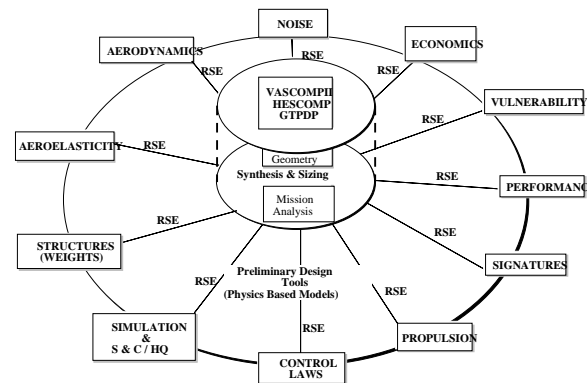 NOISE
AERODYNAMICS
ECONOMICS
RSE
RSE
RSE
VASCOMPII
HESCOMP
GTPDP
VULNERABILITY
AEROELASTICITY
RSE
RSE
Geometry
Synthesis & Sizing
RSE
PERFORMANC
Mission
Analysis
RSE
RSE
STRUCTURES
(WEIGHTS)
SIGNATURES
Preliminary Design
Tools
(Physics Based Models)
RSE
RSE
RSE
SIMULATION
&
S & C / HQ
PROPULSION
CONTROL
LAWS